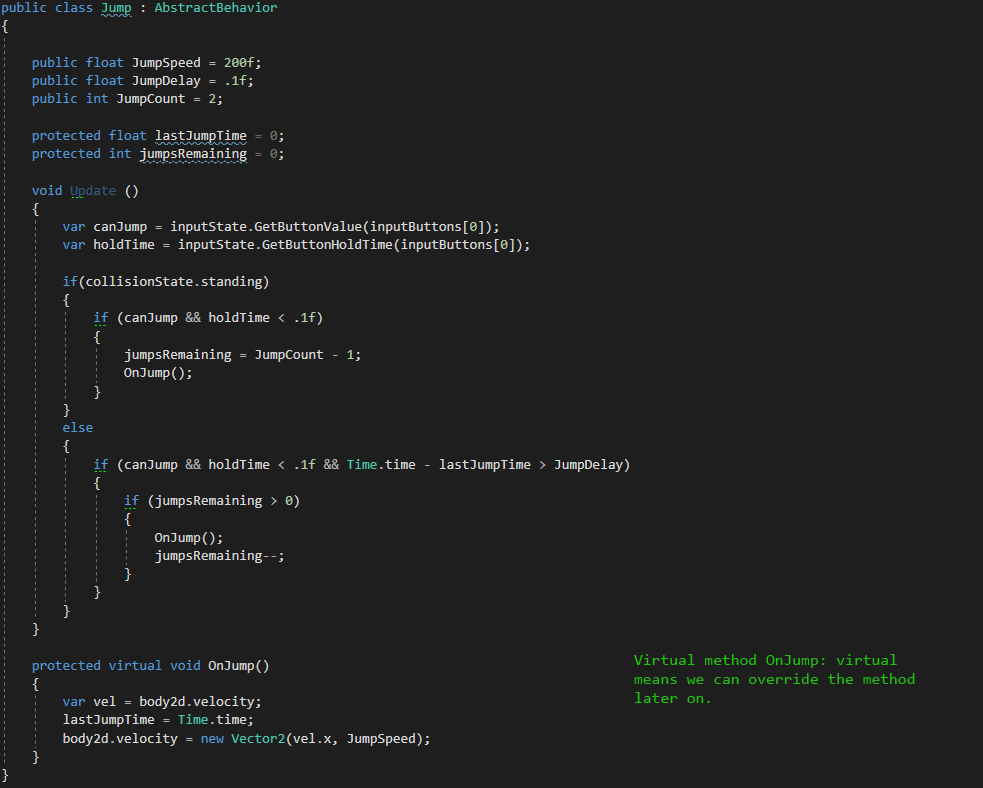 public class Jump : AbstractBehavior
{
public float JumpSpeed = 200f;
public float JumpDelay = .1f;
public int JumpCount = 2;
protected float lastJumpTime = 0;
protected int jumpsRemaining = 0;
void Update ()
{
var canJump = inputState.GetButtonValue(inputButtons[0]);
var holdTime = inputState.GetButtonHoldTime(inputButtons[0]);
if(collisionState.standing)
{
if (canJump && holdTime < .1f)
{
jumpsRemaining = JumpCount - 1;
OnJump();
}
}
else
{
if (canJump && holdTime < .1f && Time.time - lastJumpTime > JumpDelay)
{
if (jumpsRemaining > 0)
{
OnJump();
jumpsRemaining--;
}
}
}
}
protected virtual void OnJump()
{
var vel = body2d.velocity;
lastJumpTime = Time.time;
body2d.velocity = new Vector2(vel.x, JumpSpeed);
}
}
Virtual method OnJump: virtual
means we can override the method
later on.